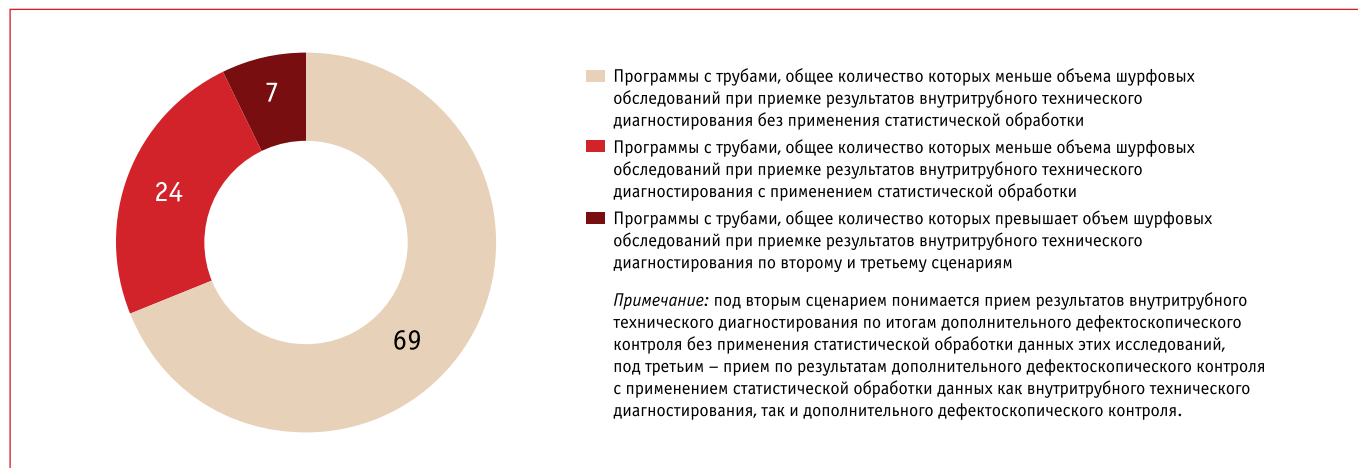 7
24
69
Программы с трубами, общее количество которых меньше объема шурфовых
обследований при приемке результатов внутритрубного технического
диагностирования без применения статистической обработки
Программы с трубами, общее количество которых меньше объема шурфовых
обследований при приемке результатов внутритрубного технического
диагностирования с применением статистической обработки
Программы с трубами, общее количество которых превышает объем шурфовых
обследований при приемке результатов внутритрубного технического
диагностирования по второму и третьему сценариям
Примечание: под вторым сценарием понимается прием результатов внутритрубного
технического диагностирования по итогам дополнительного дефектоскопического
контроля без применения статистической обработки данных этих исследований,
под третьим – прием по результатам дополнительного дефектоскопического контроля
с применением статистической обработки данных как внутритрубного технического
диагностирования, так и дополнительного дефектоскопического контроля.